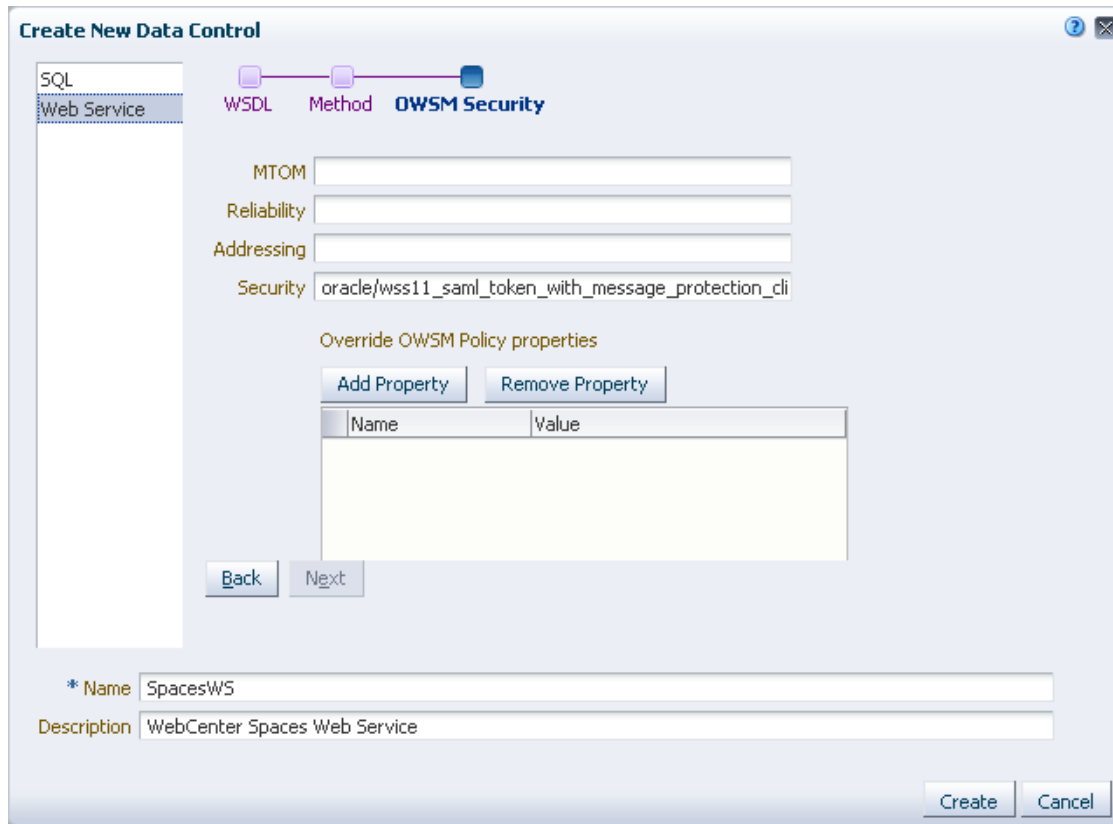 Create New Data Control
SQL
Web Service
WSDL Method OWSM Security
MTOM
Reliability
Addressing
Security oracle/wss11_saml_token_with_message_protection_cli
Override OWSM Policy properties
Add Property Remove Property
Name Value
Back Next
* Name SpacesWS
Description WebCenter Spaces Web Service
Create Cancel